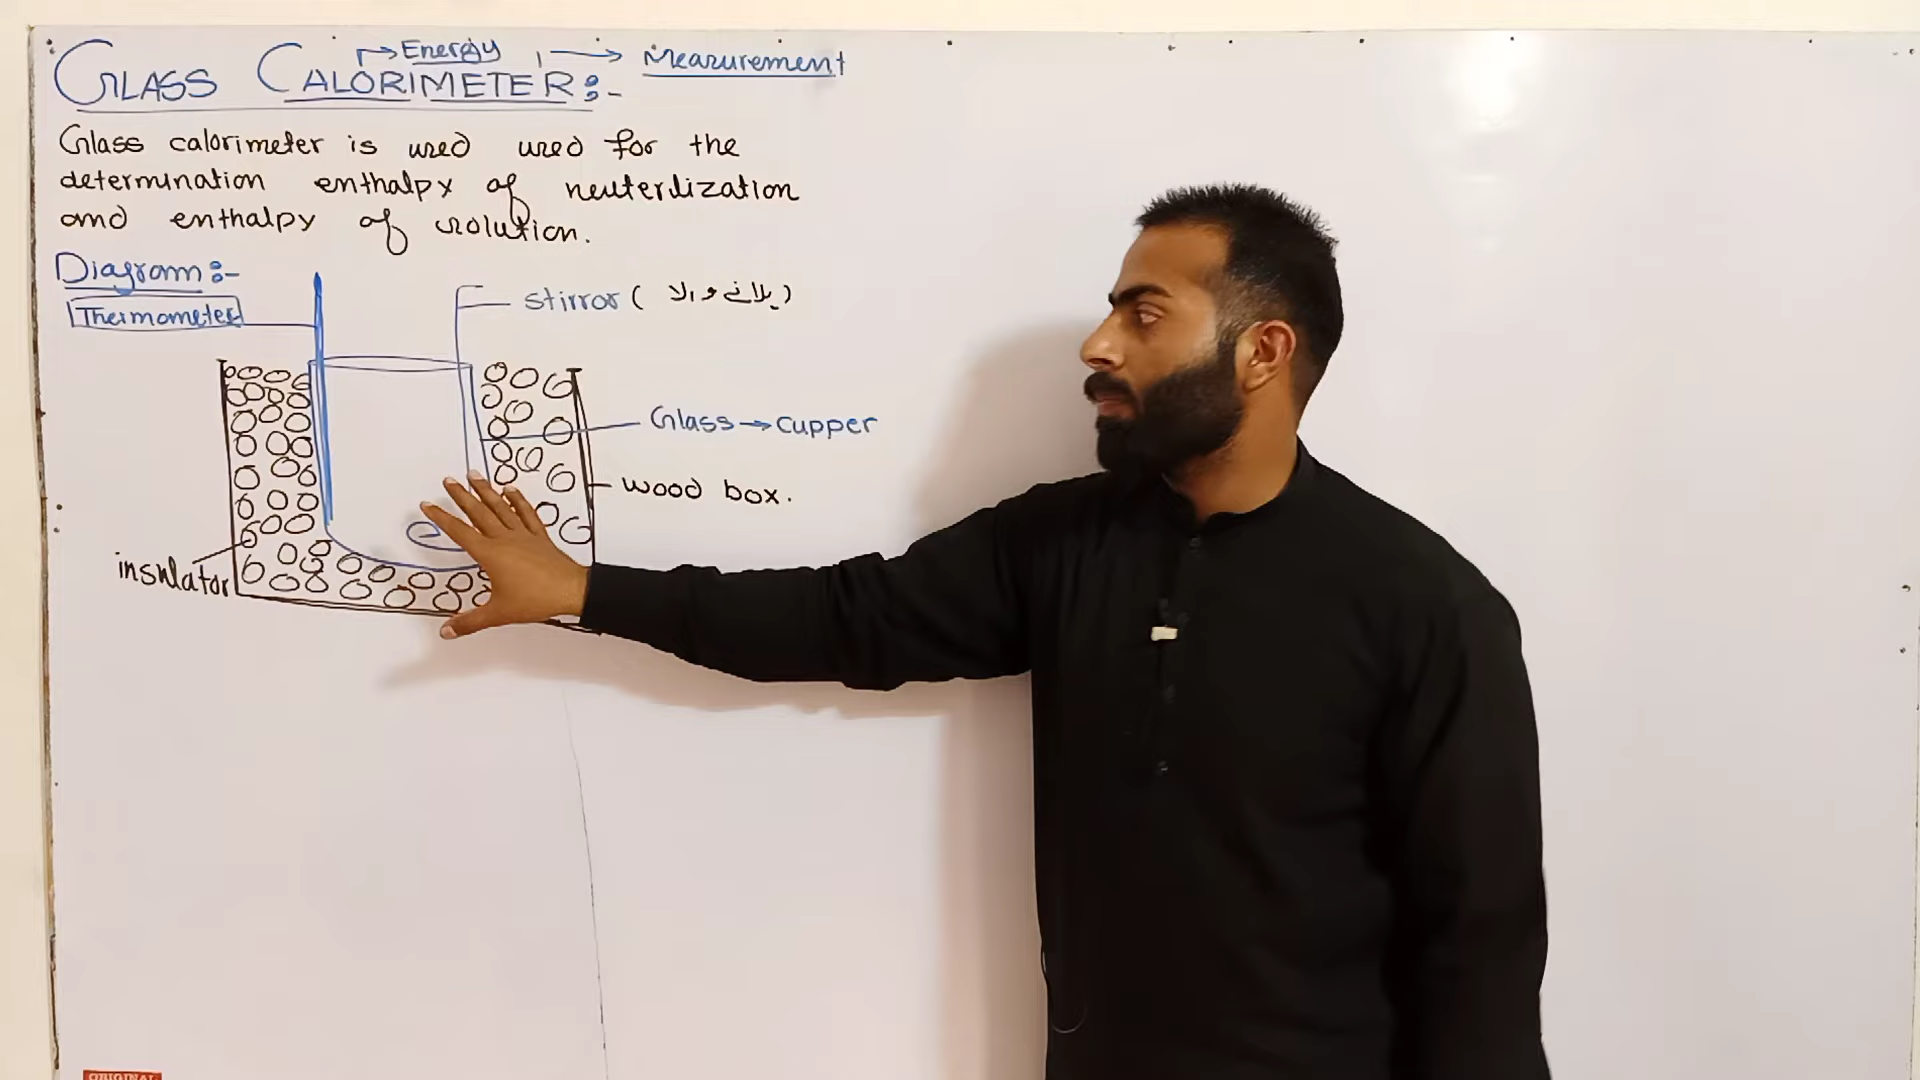 GLASS CALORIMETER:-
Energy
Measurement
Glass calorimeter is used used for the
determination enthalpy of neuterlization
and enthalpy of solution.
Diagram:-
Thermometer
stirror ( ہلانے والا )
Glass → cupper
wood box.
insulator
ORIGINAL